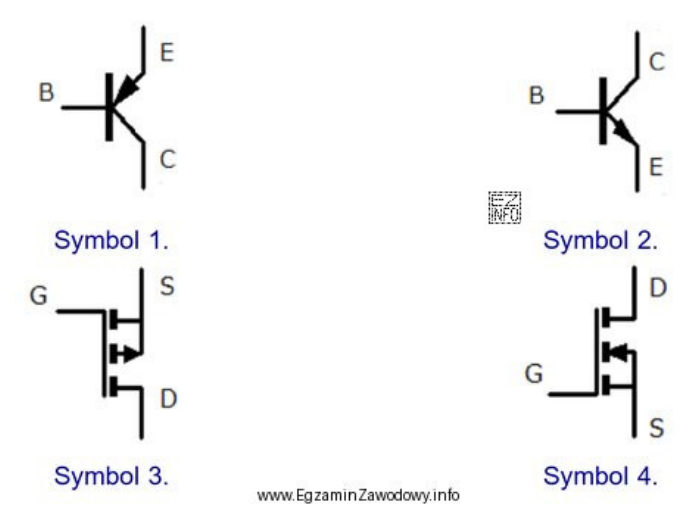 E
B
C
Symbol 1.
C
B
E
EZ
INFO
Symbol 2.
S
G
D
Symbol 3.
D
G
S
Symbol 4.
www.EgzaminZawodowy.info